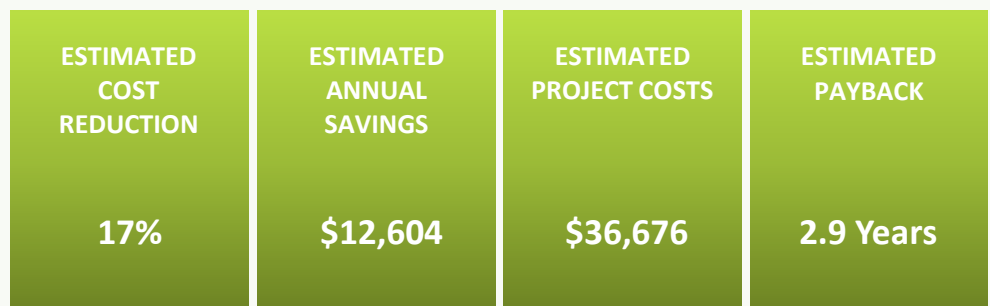 ESTIMATED
COST
REDUCTION
17%
ESTIMATED
ANNUAL
SAVINGS
$12,604
ESTIMATED
PROJECT COSTS
$36,676
ESTIMATED
PAYBACK
2.9 Years